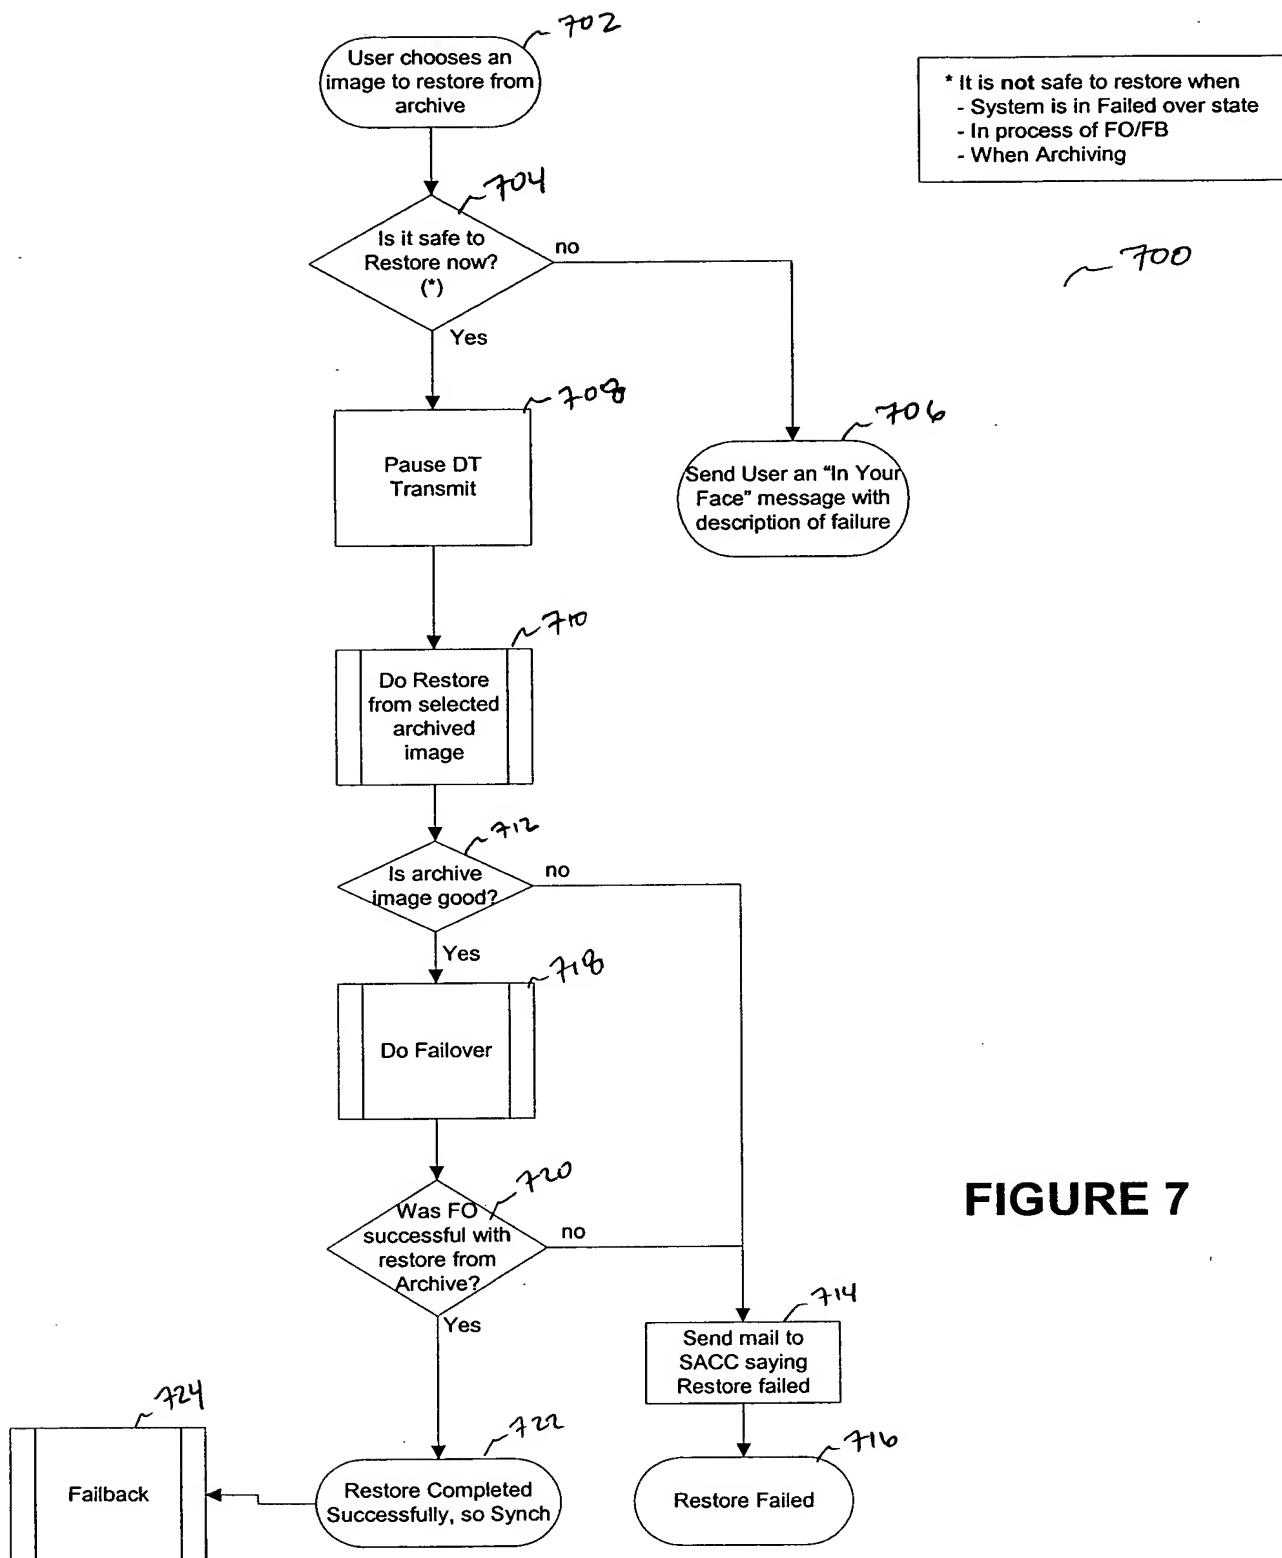 702
User chooses an
image to restore from
archive
* It is not safe to restore when
- System is in Failed over state
- In process of FO/FB
- When Archiving
704
Is it safe to
Restore now?
(*)
no
Yes
700
708
Pause DT
Transmit
706
Send User an "In Your
Face" message with
description of failure
710
Do Restore
from selected
archived
image
712
Is archive
image good?
no
Yes
718
Do Failover
720
Was FO
successful with
restore from
Archive?
no
Yes
FIGURE 7
714
Send mail to
SACC saying
Restore failed
724
Failback
722
Restore Completed
Successfully, so Synch
716
Restore Failed